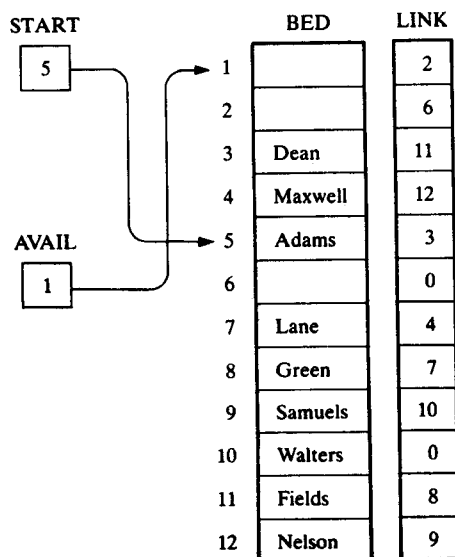 START BED LINK
5 1 2
2 6
3 Dean 11
4 Maxwell 12
AVAIL 5 Adams 3
1 6 0
7 Lane 4
8 Green 7
9 Samuels 10
10 Walters 0
11 Fields 8
12 Nelson 9